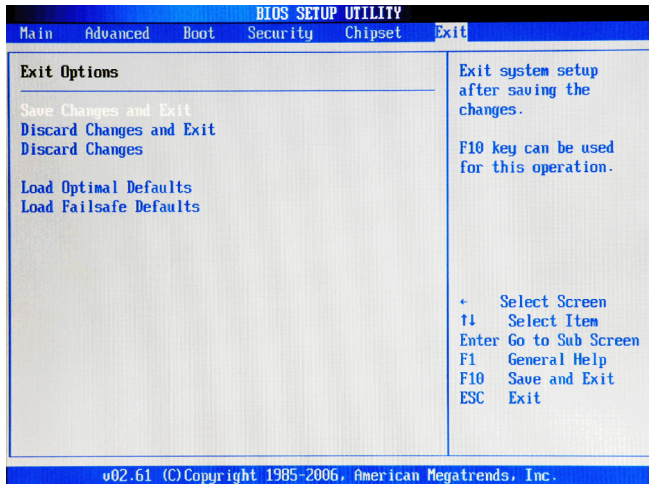 BIOS SETUP UTILITY
Main Advanced Boot Security Chipset Exit
Exit Options
Save Changes and Exit
Discard Changes and Exit
Discard Changes
Load Optimal Defaults
Load Failsafe Defaults
Exit system setup
after saving the
changes.
F10 key can be used
for this operation.
← Select Screen
↑↓ Select Item
Enter Go to Sub Screen
F1 General Help
F10 Save and Exit
ESC Exit
v02.61 (C)Copyright 1985-2006, American Megatrends, Inc.